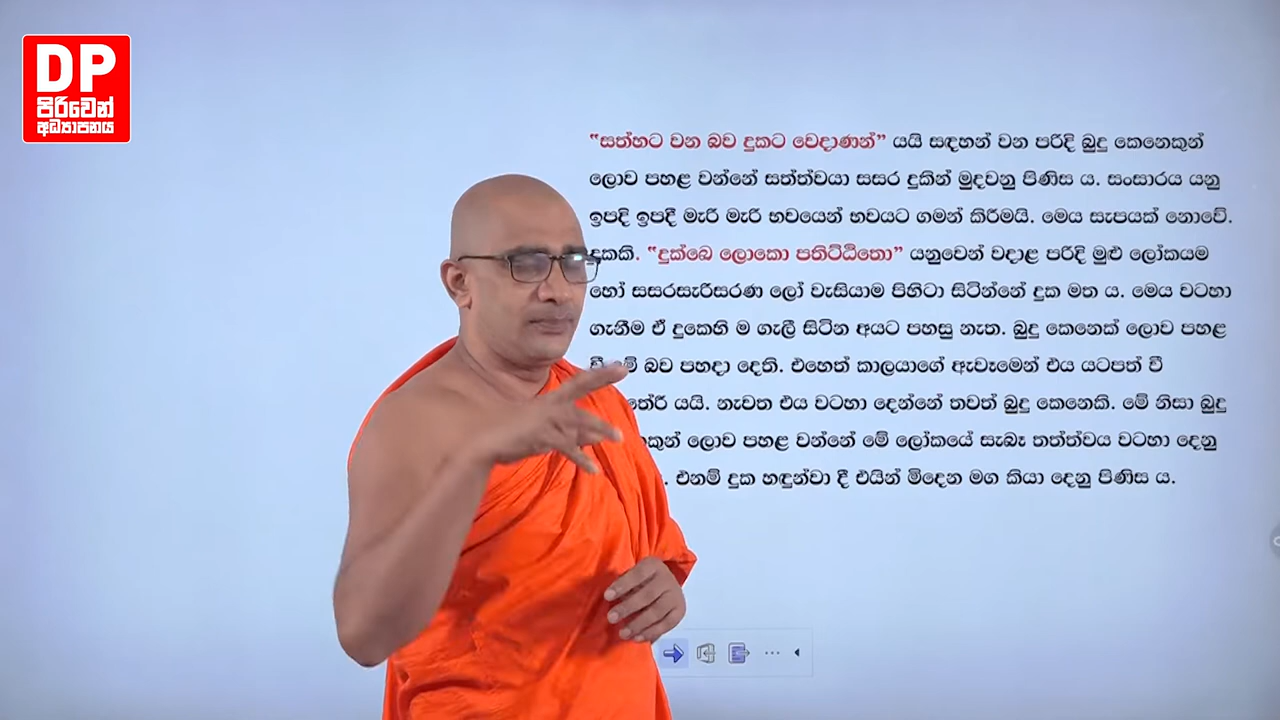 DP
පිරිවෙන්
අධ්‍යාපනය
“සත්හට වන බව දුකට වෙදාණන්” යයි සඳහන් වන පරිදි බුදු කෙනෙකුන්
ලොව පහළ වන්නේ සත්ත්වයා සසර දුකින් මුදවනු පිණිස ය. සංසාරය යනු
ඉපදි ඉපදී මැරි මැරි භවයෙන් භවයට ගමන් කිරීමයි. මෙය සැපයක් නොවේ.
දුකකි. “දුක්ඛෙ ලොකො පතිට්ඨිතො” යනුවෙන් වදාළ පරිදි මුළු ලෝකයම
හෝ සසරසැරිසරණ ලෝ වැසියාම පිහිටා සිටින්නේ දුක මත ය. මෙය වටහා
ගැනීම ඒ දුකෙහි ම ගැලී සිටින අයට පහසු නැත. බුදු කෙනෙක් ලොව පහළ
මේ බව පහදා දෙති. එහෙත් කාලයාගේ ඇවෑමෙන් එය යටපත් වී
යයි. නැවත එය වටහා දෙන්නේ තවත් බුදු කෙනෙකි. මේ නිසා බුදු
ලොව පහළ වන්නේ මේ ලෝකයේ සැබෑ තත්ත්වය වටහා දෙනු
. එනම් දුක හඳුන්වා දී එයින් මිදෙන මග කියා දෙනු පිණිස ය.